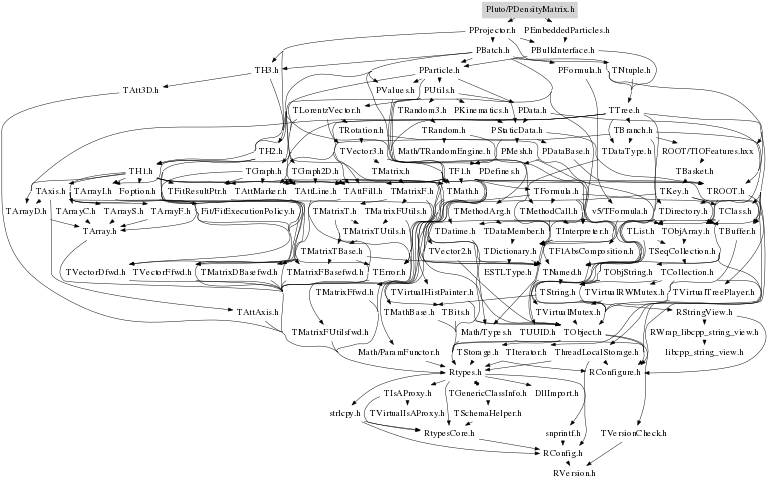 Pluto/PDensityMatrix.h
PProjector.h PEmbeddedParticles.h
PBatch.h PBulkInterface.h
TH3.h PParticle.h PFormula.h TNtuple.h
TAtt3D.h PValues.h PUtils.h
TLorentzVector.h TRandom3.h PKinematics.h PData.h TTree.h
TRotation.h TRandom.h PStaticData.h TBranch.h
TH2.h TVector3.h Math/TRandomEngine.h PMesh.h PDataBase.h TDataType.h ROOT/TIOFeatures.hxx
TH1.h TGraph.h TGraph2D.h TMatrix.h TF1.h PDefines.h TBasket.h
TAxis.h TArrayI.h Foption.h TFitResultPtr.h TAttMarker.h TAttLine.h TAttFill.h TMatrixF.h TMath.h TFormula.h TKey.h TROOT.h
TArrayD.h TArrayC.h TArrayS.h TArrayF.h Fit/FitExecutionPolicy.h TMatrixT.h TMatrixFUtils.h TMethodArg.h TMethodCall.h v5/TFormula.h TDirectory.h TClass.h
TArray.h TMatrixTUtils.h TDatime.h TDataMember.h TInterpreter.h TList.h TObjArray.h TBuffer.h
TMatrixTBase.h TVector2.h TDictionary.h TF1AbsComposition.h TSeqCollection.h
TVectorDfwd.h TVectorFfwd.h TMatrixDBasefwd.h TMatrixFBasefwd.h TError.h ESTLType.h TNamed.h TObjString.h TCollection.h
TMatrixFfwd.h TVirtualHistPainter.h TString.h TVirtualRWMutex.h TVirtualTreePlayer.h
TAttAxis.h TMathBase.h TBits.h TVirtualMutex.h RStringView.h
TMatrixFUtilsfwd.h Math/Types.h TUUID.h TObject.h RWrap_libcpp_string_view.h
Math/ParamFunctor.h TStorage.h TIterator.h ThreadLocalStorage.h libcpp_string_view.h
Rtypes.h RConfigure.h
TIsAProxy.h TGenericClassInfo.h DllImport.h
strlcpy.h TVirtualIsAProxy.h TSchemaHelper.h
RtypesCore.h snprintf.h TVersionCheck.h
RConfig.h
RVersion.h